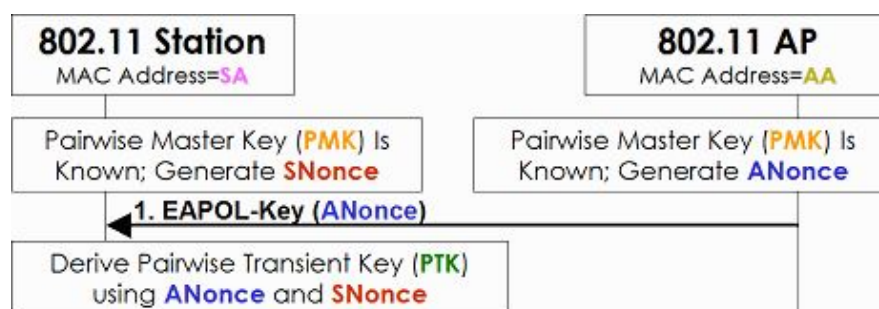 802.11 Station
MAC Address=SA
802.11 AP
MAC Address=AA
Pairwise Master Key (PMK) Is
Known; Generate SNonce
Pairwise Master Key (PMK) Is
Known; Generate ANonce
1. EAPOL-Key (ANonce)
Derive Pairwise Transient Key (PTK)
using ANonce and SNonce